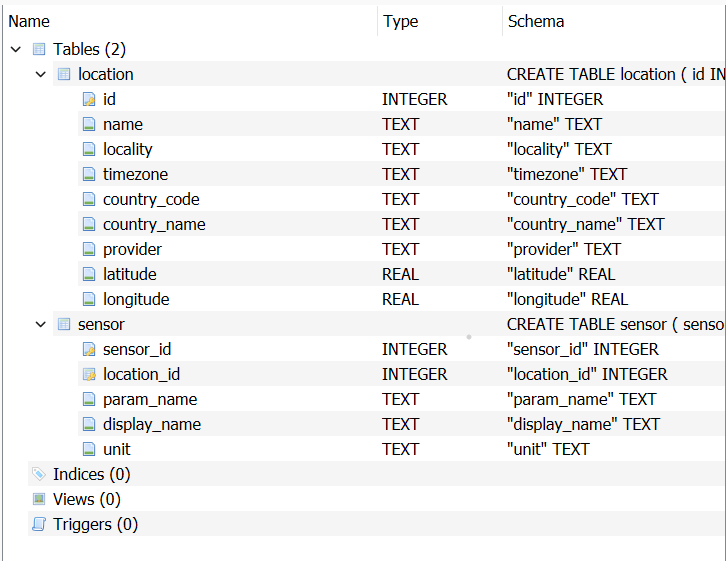 Name Type Schema
Tables (2)
location CREATE TABLE location ( id IN
id INTEGER "id" INTEGER
name TEXT "name" TEXT
locality TEXT "locality" TEXT
timezone TEXT "timezone" TEXT
country_code TEXT "country_code" TEXT
country_name TEXT "country_name" TEXT
provider TEXT "provider" TEXT
latitude REAL "latitude" REAL
longitude REAL "longitude" REAL
sensor CREATE TABLE sensor ( senso
sensor_id INTEGER "sensor_id" INTEGER
location_id INTEGER "location_id" INTEGER
param_name TEXT "param_name" TEXT
display_name TEXT "display_name" TEXT
unit TEXT "unit" TEXT
Indices (0)
Views (0)
Triggers (0)